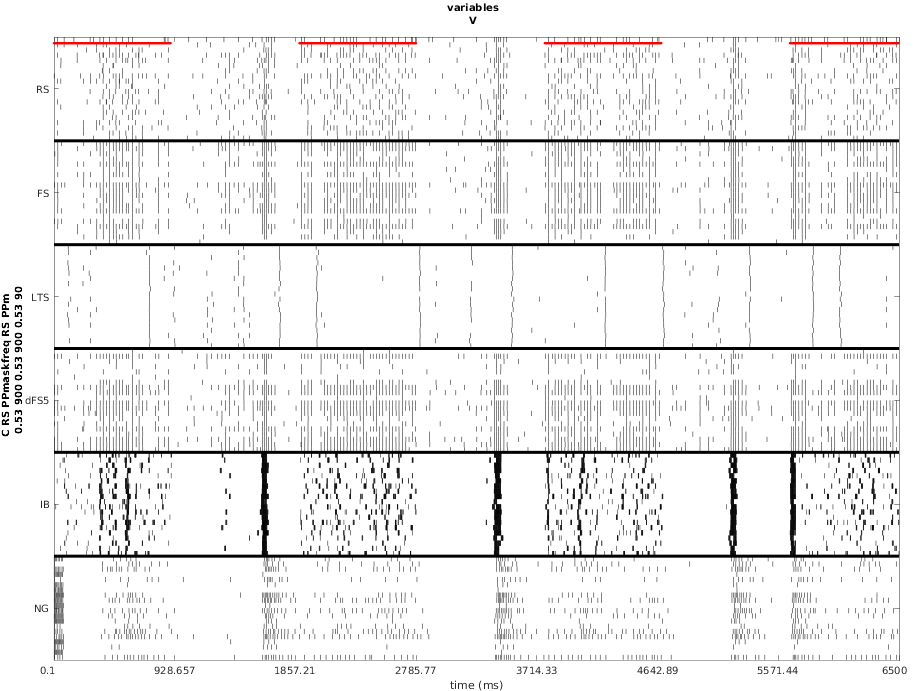 variables
V
RS
FS
LTS
dFS5
IB
NG
C RS PPmaskfreq RS PPm
0.53 900 0.53 900 0.53 90
0.1
928.657
1857.21
2785.77
3714.33
4642.89
5571.44
6500
time (ms)